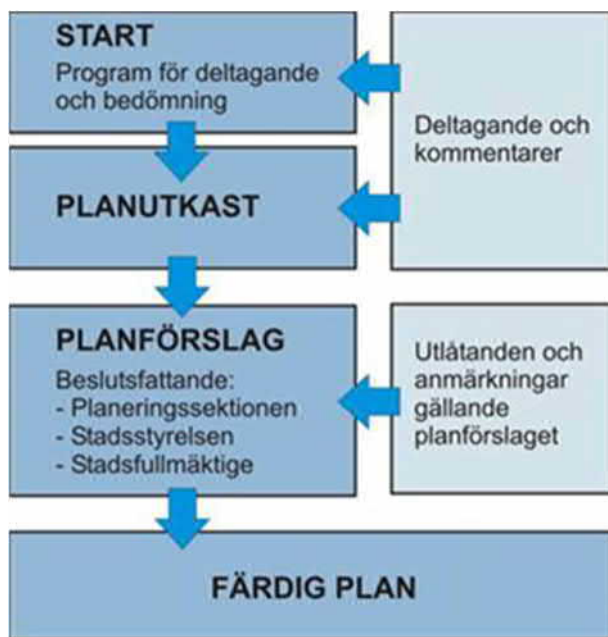 START
Program för deltagande
och bedömning
Deltagande och
kommentarer
PLANUTKAST
PLANFÖRSLAG
Beslutsfattande:
- Planeringssektionen
- Stadsstyrelsen
- Stadsfullmäktige
Utlåtanden och
anmärkningar
gällande
planförslaget
FÄRDIG PLAN